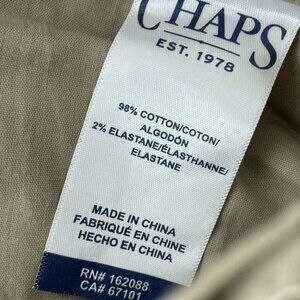 CHAPS
EST. 1978
98% COTTON/COTON/
ALGODÓN
2% ELASTANE/ÉLASTHANNE/
ELASTANE
MADE IN CHINA
FABRIQUÉ EN CHINE
HECHO EN CHINA
RN# 162088
CA# 67101